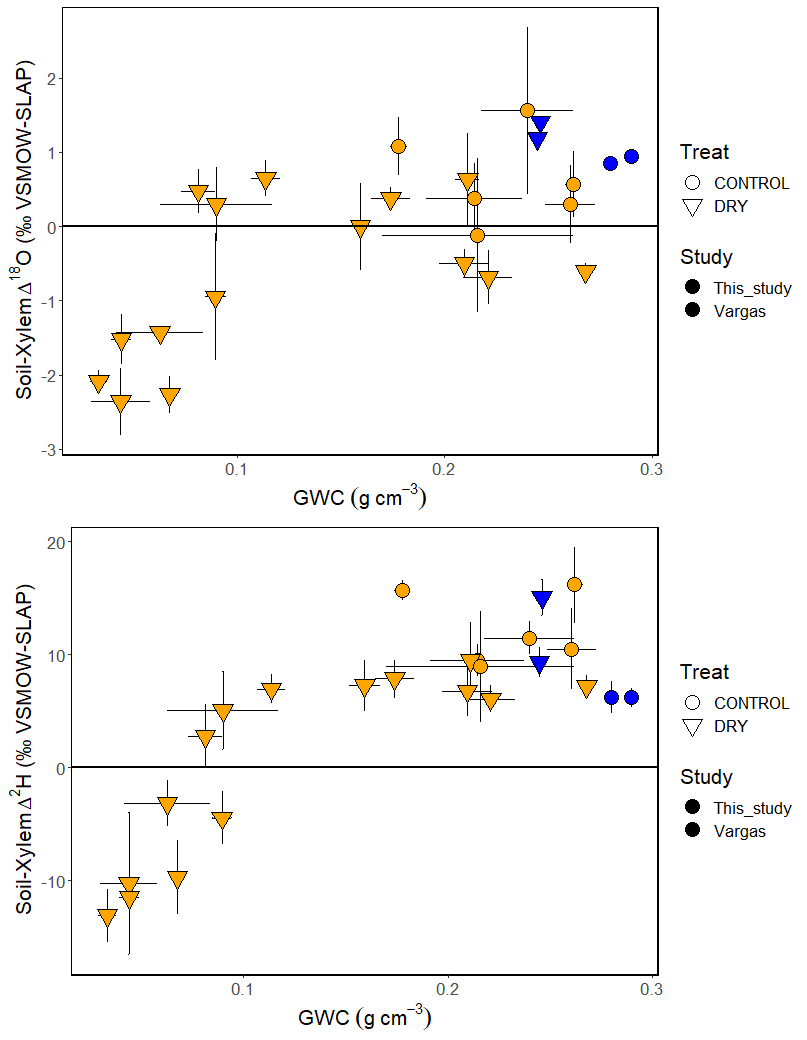 Soil-Xylem Δ¹⁸O (‰ VSMOW-SLAP)
2
1
0
-1
-2
-3
0.1
0.2
0.3
GWC (g cm⁻³)
Treat
CONTROL
DRY
Study
This_study
Vargas
Soil-Xylem Δ²H (‰ VSMOW-SLAP)
20
10
0
-10
0.1
0.2
0.3
GWC (g cm⁻³)
Treat
CONTROL
DRY
Study
This_study
Vargas